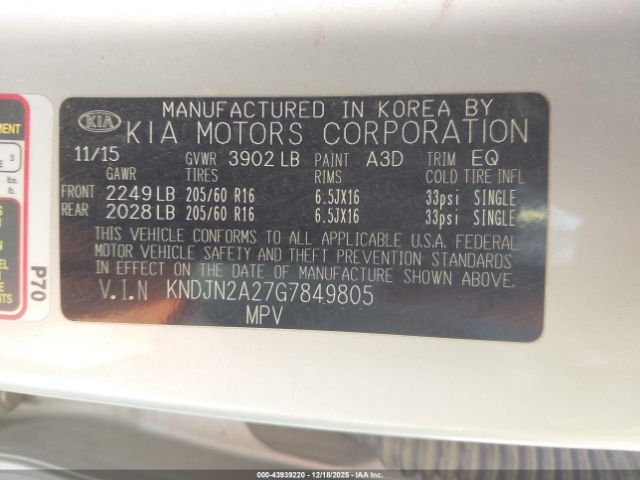 MANUFACTURED IN KOREA BY
KIA KIA MOTORS CORPORATION
11/15 GVWR 3902 LB PAINT A3D TRIM EQ
GAWR TIRES RIMS COLD TIRE INFL
FRONT 2249 LB 205/60 R16 6.5JX16 33psi SINGLE
REAR 2028 LB 205/60 R16 6.5JX16 33psi SINGLE
THIS VEHICLE CONFORMS TO ALL APPLICABLE U.S.A. FEDERAL
MOTOR VEHICLE SAFETY AND THEFT PREVENTION STANDARDS
IN EFFECT ON THE DATE OF MANUFACTURE SHOWN ABOVE.
V.I.N KNDJN2A27G7849805
MPV
P70
000-43939220 - 12/18/2025 - IAAI.COM